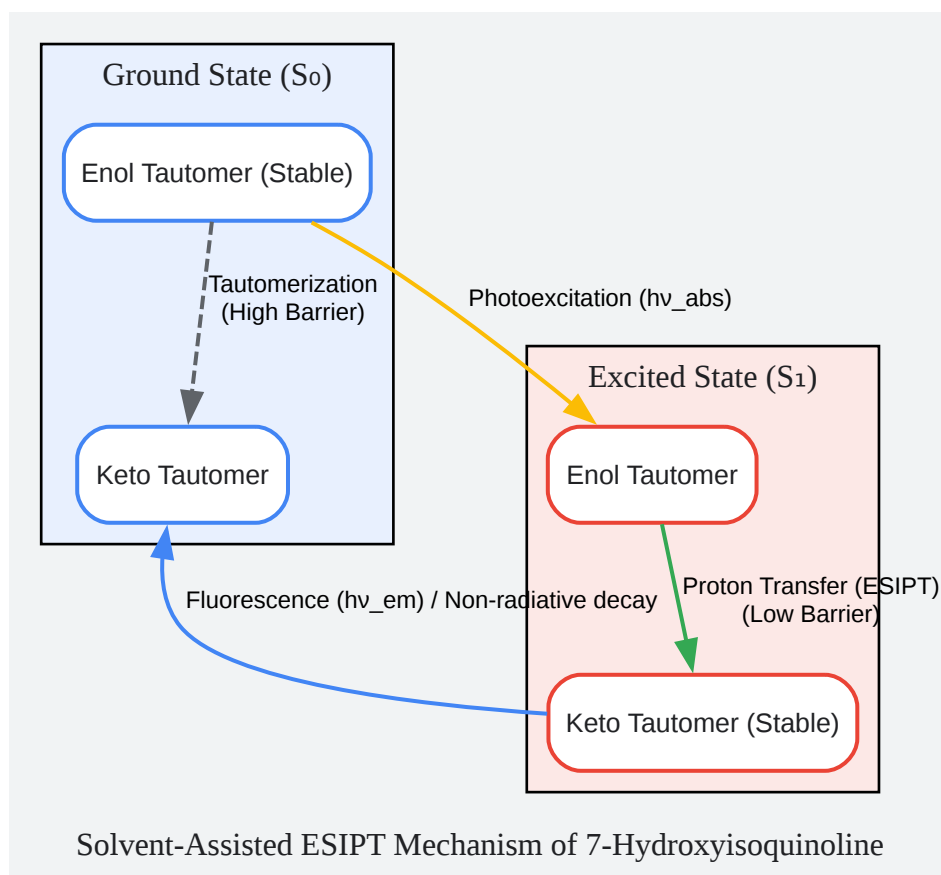 Ground State (S₀)
Enol Tautomer (Stable)
Tautomerization
(High Barrier)
Keto Tautomer
Photoexcitation (hν_abs)
Excited State (S₁)
Enol Tautomer
Proton Transfer (ESIPT)
(Low Barrier)
Fluorescence (hν_em) / Non-radiative decay
Keto Tautomer (Stable)
Solvent-Assisted ESIPT Mechanism of 7-Hydroxyisoquinoline